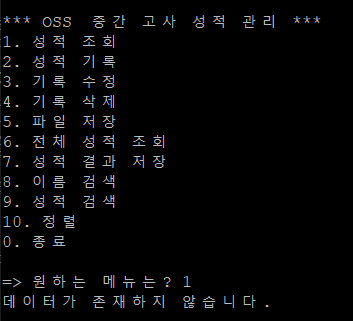 *** OSS 중간 고사 성적 관리 ***
1. 성적 조회
2. 성적 기록
3. 기록 수정
4. 기록 삭제
5. 파일 저장
6. 전체 성적 조회
7. 성적 결과 저장
8. 이름 검색
9. 성적 검색
10. 정렬
0. 종료
=> 원하는 메뉴는? 1
데이터가 존재하지 않습니다.